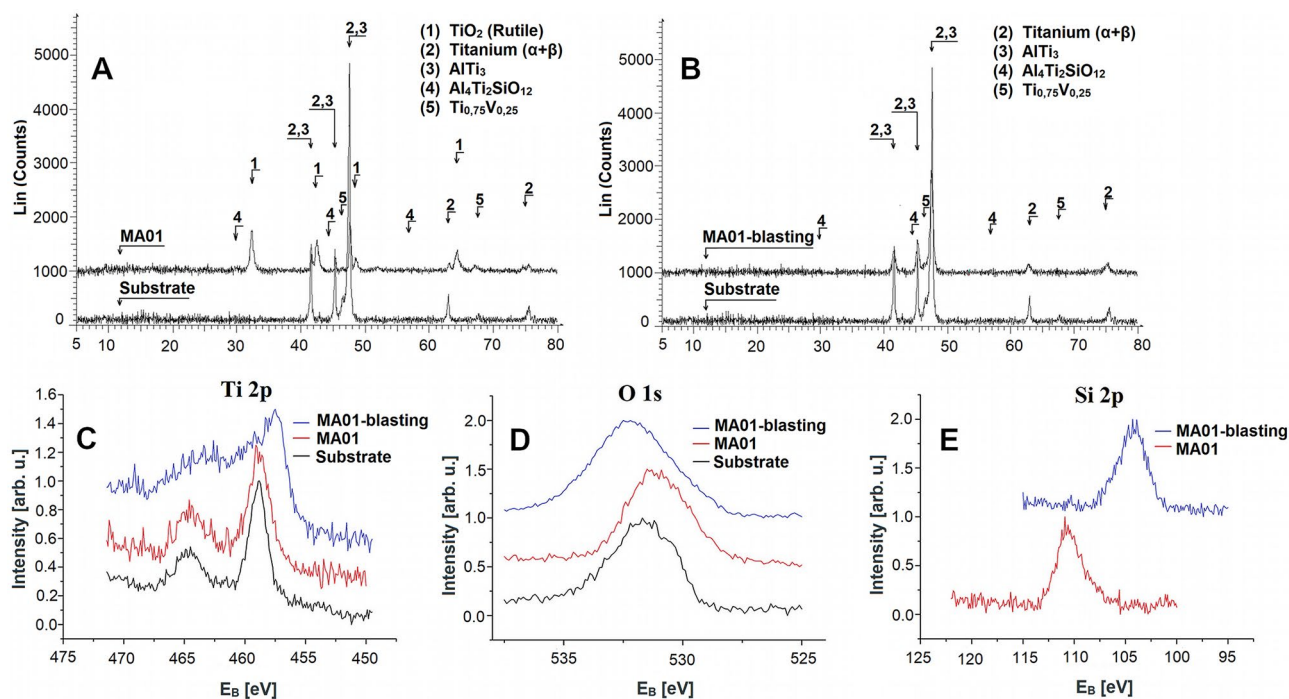 A
Lin (Counts)
5000
4000
3000
2000
1000
0
5 10 20 30 40 50 60 70 80
(1) TiO₂ (Rutile)
(2) Titanium (α+β)
(3) AlTi₃
(4) Al₄Ti₂SiO₁₂
(5) Ti₀,₇₅V₀,₂₅
2,3
2,3
2,3
1
1
1
1
4
4
5
4
2
5
2
MA01
Substrate
B
Lin (Counts)
5000
4000
3000
2000
1000
0
5 10 20 30 40 50 60 70 80
(2) Titanium (α+β)
(3) AlTi₃
(4) Al₄Ti₂SiO₁₂
(5) Ti₀,₇₅V₀,₂₅
2,3
2,3
2,3
4
4
5
4
2
5
2
MA01-blasting
Substrate
Ti 2p
C
MA01-blasting
MA01
Substrate
Intensity [arb. u.]
1.6
1.4
1.2
1.0
0.8
0.6
0.4
0.2
0.0
475 470 465 460 455 450
E_B [eV]
O 1s
D
MA01-blasting
MA01
Substrate
Intensity [arb. u.]
2.0
1.5
1.0
0.5
0.0
535 530 525
E_B [eV]
Si 2p
E
MA01-blasting
MA01
Intensity [arb. u.]
2.0
1.5
1.0
0.5
0.0
125 120 115 110 105 100 95
E_B [eV]